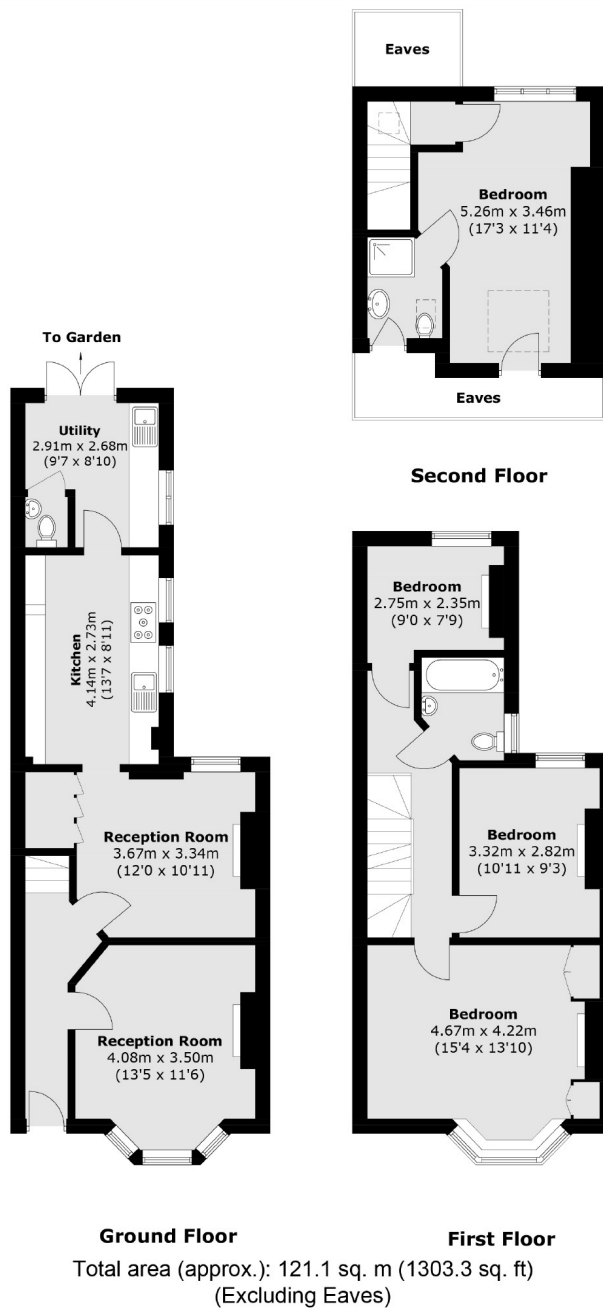 Eaves
Bedroom
5.26m x 3.46m
(17'3 x 11'4)
Eaves
Second Floor
To Garden
Utility
2.91m x 2.68m
(9'7 x 8'10)
Kitchen
4.14m x 2.73m
(13'7 x 8'11)
Reception Room
3.67m x 3.34m
(12'0 x 10'11)
Reception Room
4.08m x 3.50m
(13'5 x 11'6)
Ground Floor
Bedroom
2.75m x 2.35m
(9'0 x 7'9)
Bedroom
3.32m x 2.82m
(10'11 x 9'3)
Bedroom
4.67m x 4.22m
(15'4 x 13'10)
First Floor
Total area (approx.): 121.1 sq. m (1303.3 sq. ft)
(Excluding Eaves)